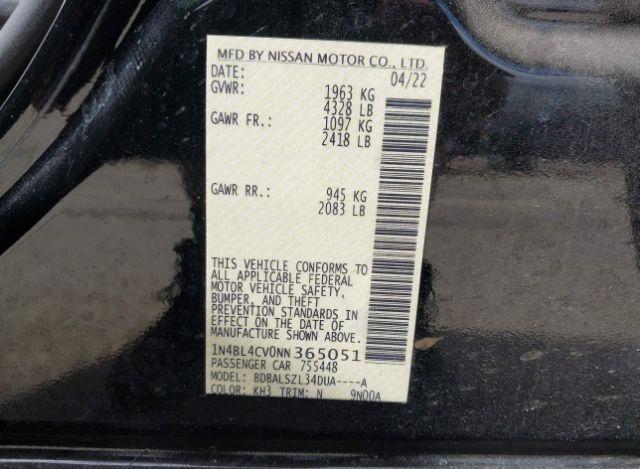 MFD BY NISSAN MOTOR CO., LTD.
DATE: 04/22
GVWR: 1963 KG
4328 LB
GAWR FR.: 1097 KG
2418 LB
GAWR RR.: 945 KG
2083 LB
THIS VEHICLE CONFORMS TO
ALL APPLICABLE FEDERAL
MOTOR VEHICLE SAFETY,
BUMPER, AND THEFT
PREVENTION STANDARDS IN
EFFECT ON THE DATE OF
MANUFACTURE SHOWN ABOVE.
1N4BL4CV0NN365051
PASSENGER CAR 755448
MODEL: BDBALSZL34DUA----A
COLOR: KH3 TRIM: N 9N00A